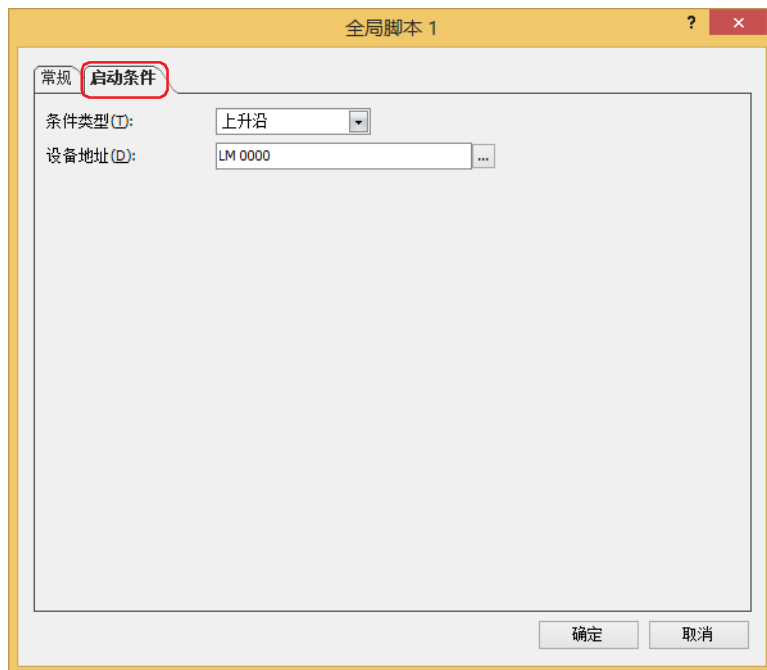 全局脚本 1
?
常规 启动条件
条件类型(T): 上升沿
设备地址(D): LM 0000 ...
确定 取消